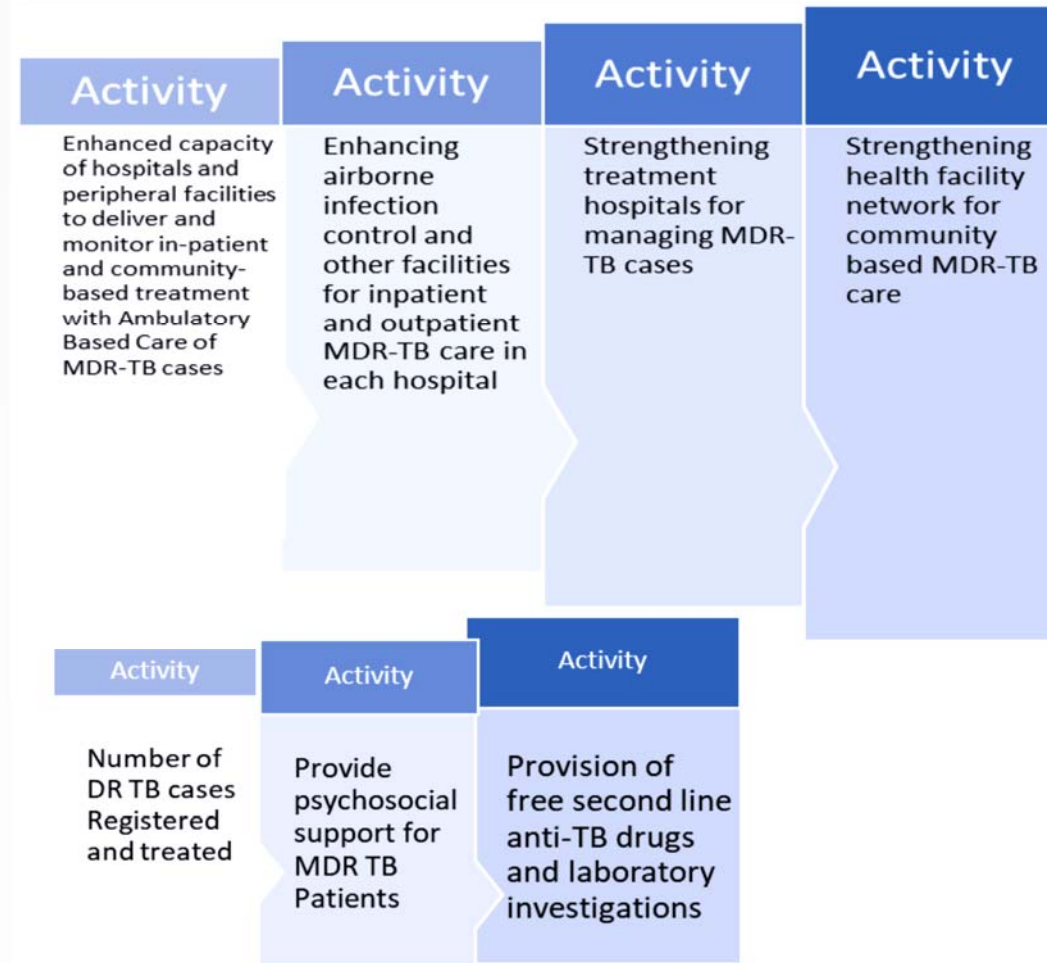 Activity
Enhanced capacity
of hospitals and
peripheral facilities
to deliver and
monitor in-patient
and community-
based treatment
with Ambulatory
Based Care of
MDR-TB cases
Activity
Enhancing
airborne
infection
control and
other facilities
for inpatient
and outpatient
MDR-TB care in
each hospital
Activity
Strengthening
treatment
hospitals for
managing MDR-
TB cases
Activity
Strengthening
health facility
network for
community
based MDR-TB
care
Activity
Number of
DR TB cases
Registered
and treated
Activity
Provide
psychosocial
support for
MDR TB
Patients
Activity
Provision of
free second line
anti-TB drugs
and laboratory
investigations